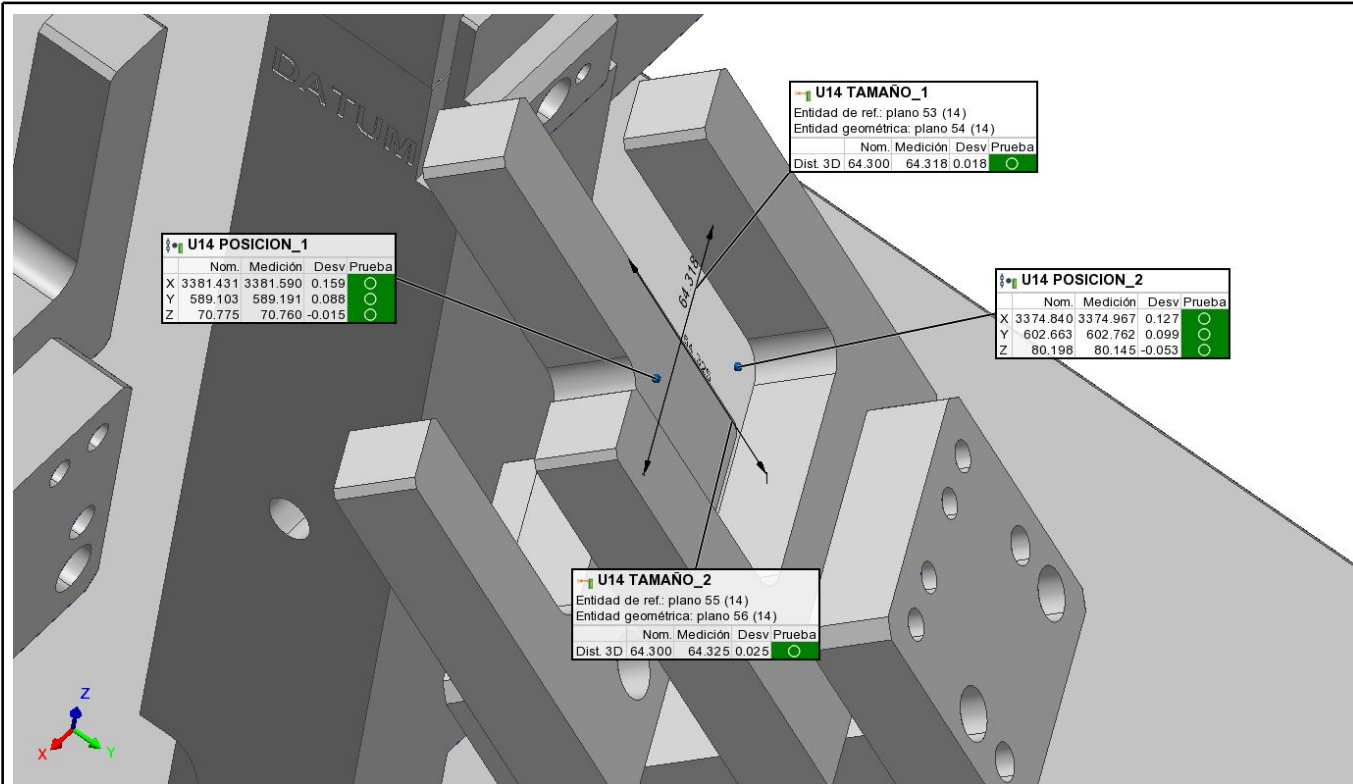 DATUM
U14 TAMAÑO_1
Entidad de ref.: plano 53 (14)
Entidad geométrica: plano 54 (14)
Nom. Medición Desv Prueba
Dist. 3D 64.300 64.318 0.018
U14 POSICION_1
Nom. Medición Desv Prueba
X 3381.431 3381.590 0.159
Y 589.103 589.191 0.088
Z 70.775 70.760 -0.015
64.318
64.325
U14 POSICION_2
Nom. Medición Desv Prueba
X 3374.840 3374.967 0.127
Y 602.663 602.762 0.099
Z 80.198 80.145 -0.053
U14 TAMAÑO_2
Entidad de ref.: plano 55 (14)
Entidad geométrica: plano 56 (14)
Nom. Medición Desv Prueba
Dist. 3D 64.300 64.325 0.025
Z
X
Y